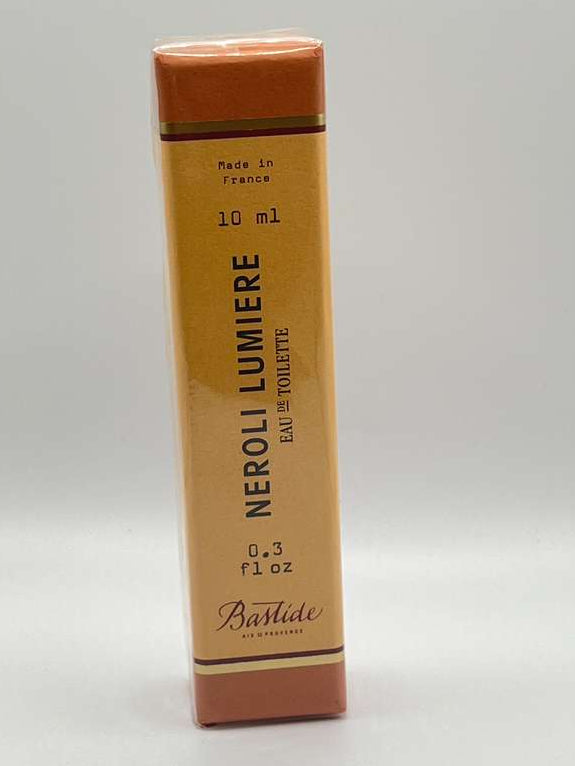 Made in
France
10 ml
NEROLI LUMIERE
EAU DE TOILETTE
0.3
fl oz
Bastide
AIX EN PROVENCE